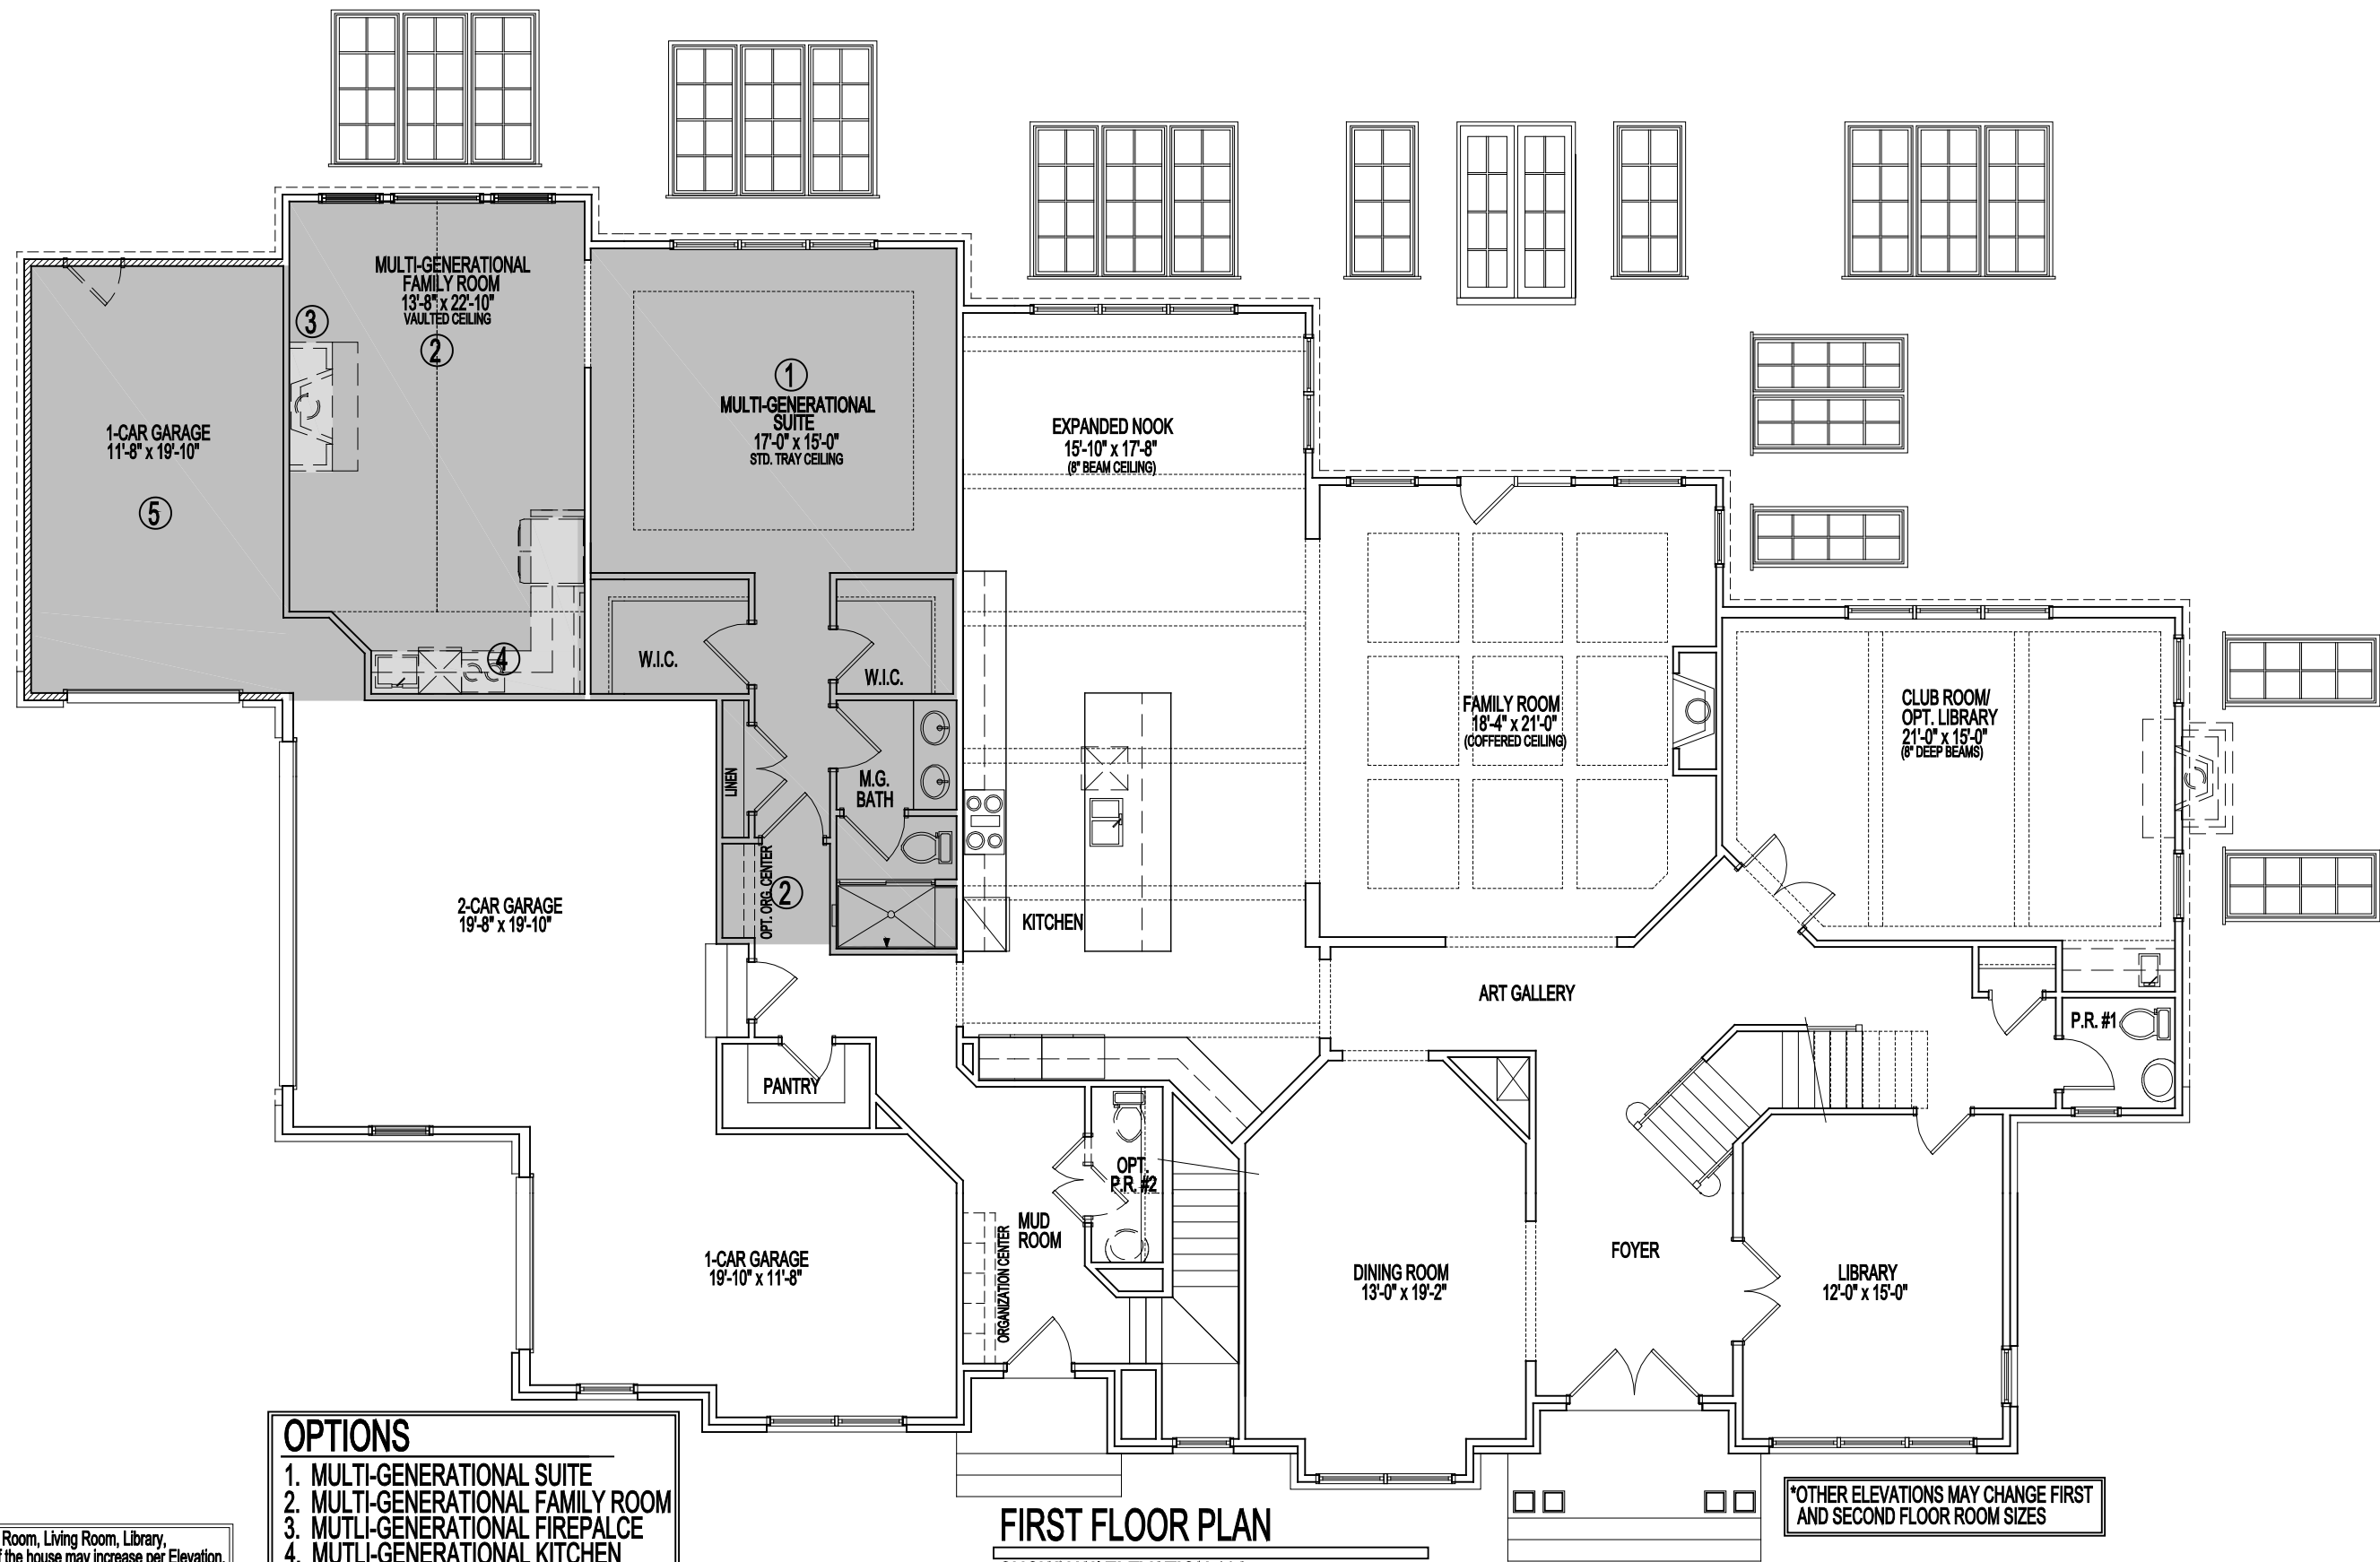 MULTI-GENERATIONAL
FAMILY ROOM
13'-8" x 22'-10"
VAULTED CEILING
3
2
1
MULTI-GENERATIONAL
SUITE
17'-0" x 15'-0"
STD. TRAY CEILING
1-CAR GARAGE
11'-8" x 19'-10"
5
EXPANDED NOOK
15'-10" x 17'-8"
(8" BEAM CEILING)
4
W.I.C.
W.I.C.
FAMILY ROOM
18'-4" x 21'-0"
(COFFERED CEILING)
CLUB ROOM/
OPT. LIBRARY
21'-0" x 15'-0"
(8" DEEP BEAMS)
LINEN
M.G.
BATH
OPT. ORG. CENTER
2
2-CAR GARAGE
19'-8" x 19'-10"
KITCHEN
ART GALLERY
P.R. #1
PANTRY
OPT.
P.R. #2
MUD
ROOM
ORGANIZATION CENTER
1-CAR GARAGE
19'-10" x 11'-8"
DINING ROOM
13'-0" x 19'-2"
FOYER
LIBRARY
12'-0" x 15'-0"
OPTIONS
1. MULTI-GENERATIONAL SUITE
2. MULTI-GENERATIONAL FAMILY ROOM
3. MUTLI-GENERATIONAL FIREPALCE
4. MUTLI-GENERATIONAL KITCHEN
Room, Living Room, Library,
the house may increase per Elevation.
FIRST FLOOR PLAN
*OTHER ELEVATIONS MAY CHANGE FIRST
AND SECOND FLOOR ROOM SIZES